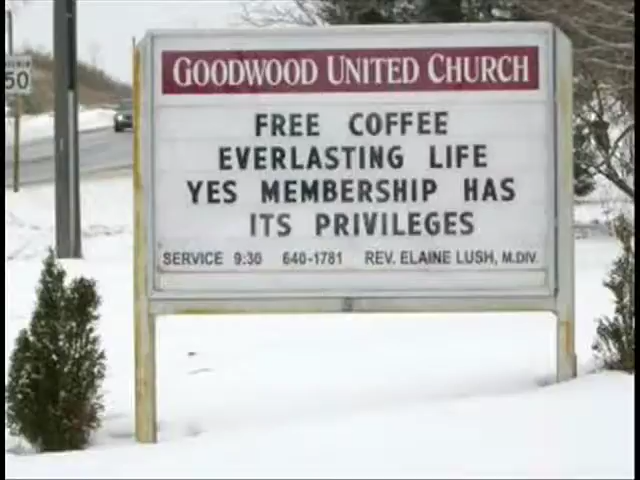 GOODWOOD UNITED CHURCH
FREE COFFEE
EVERLASTING LIFE
YES MEMBERSHIP HAS
ITS PRIVILEGES
SERVICE 9:30 640-1781 REV. ELAINE LUSH, M.DIV.
50